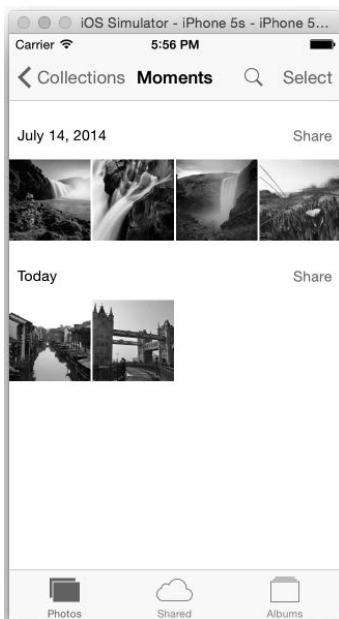 iOS Simulator - iPhone 5s - iPhone 5...
Carrier 5:56 PM
Collections Moments Select
July 14, 2014 Share
Today Share
Photos Shared Albums